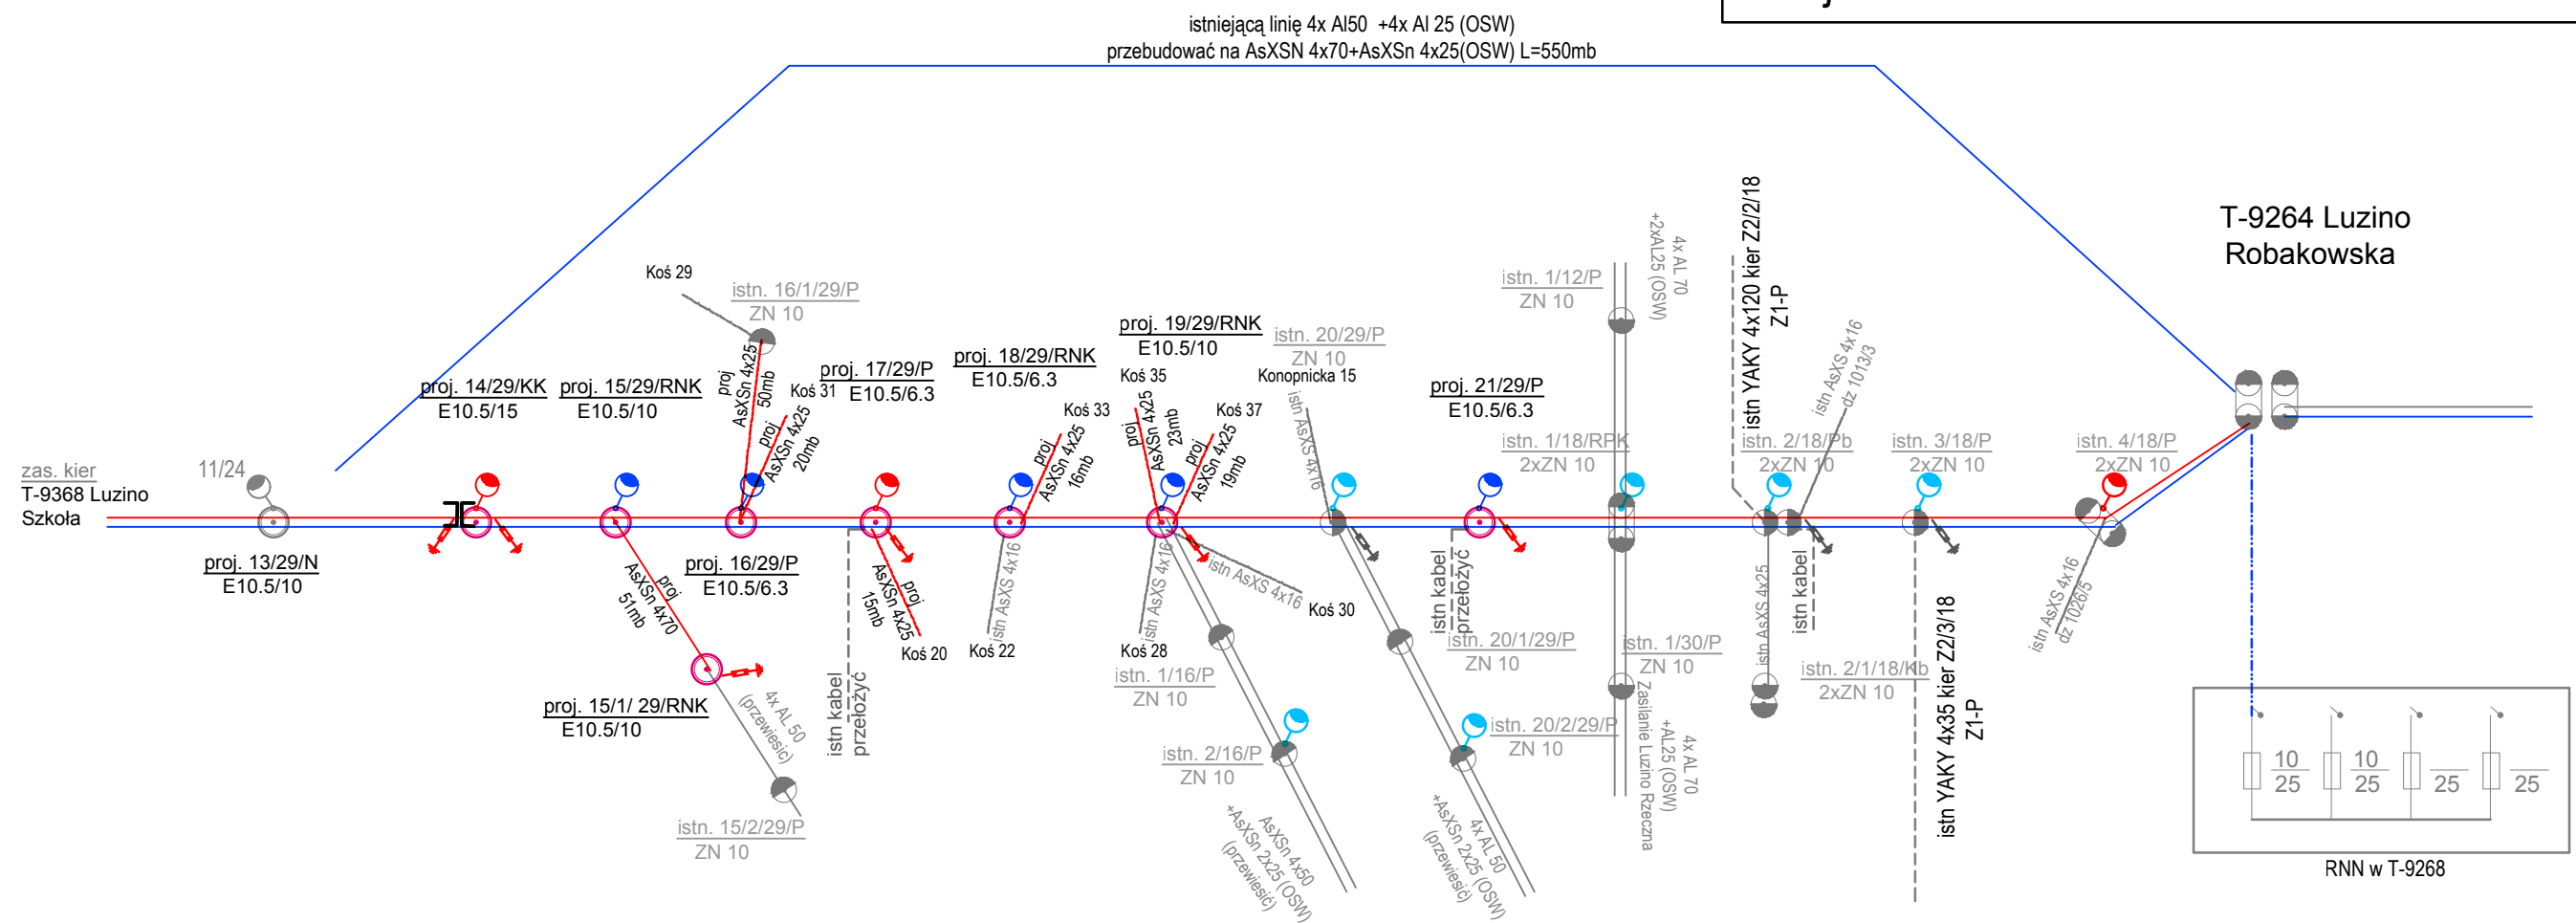 istniejącą linię 4x Al50 +4x Al 25 (OSW)
przebudować na AsXSN 4x70+AsXSn 4x25(OSW) L=550mb
T-9264 Luzino
Robakowska
zas. kier
T-9368 Luzino
Szkoła
11/24
proj. 13/29/N
E10.5/10
proj. 14/29/KK
E10.5/15
proj. 15/29/RNK
E10.5/10
proj
AsXSn 4x70
51mb
proj. 15/1/ 29/RNK
E10.5/10
4x AL 50
(przewiesic)
istn. 15/2/29/P
ZN 10
Koś 29
istn. 16/1/29/P
ZN 10
proj
AsXSn 4x25
50mb
Koś 31
proj
AsXSn 4x25
20mb
proj. 16/29/P
E10.5/6.3
proj. 17/29/P
E10.5/6.3
istn kabel
przełożyć
proj
AsXSn 4x25
15mb
Koś 20
proj. 18/29/RNK
E10.5/6.3
Koś 33
proj
AsXSn 4x25
16mb
istn AsXS 4x16
Koś 22
proj. 19/29/RNK
E10.5/10
Koś 35
proj.
AsXSn 4x25
23mb
Koś 37
proj
AsXSn 4x25
19mb
istn AsXS 4x16
Koś 28
istn AsXS 4x16
Koś 30
istn. 1/16/P
ZN 10
istn. 2/16/P
ZN 10
AsXSn 4x50
+AsXSn 2x25 (OSW)
(przewiesić)
istn. 20/29/P
ZN 10
Konopnicka 15
istn AsXS 4x16
istn. 20/1/29/P
ZN 10
istn. 20/2/29/P
ZN 10
4x AL 50
+AsXSn 2x25 (OSW)
(przewiesić)
proj. 21/29/P
E10.5/6.3
istn kabel
przełożyć
istn. 1/12/P
ZN 10
4x AL 70
+2xAL25 (OSW)
istn. 1/18/RPK
2xZN 10
istn. 1/30/P
ZN 10
Zasilanie Luzino Rzeczna
4x AL 70
+AL25 (OSW)
istn YAKY 4x120 kier Z2/2/18
Z1-P
istn. 2/18/Pb
2xZN 10
istn AsXS 4x16
dz 1013/3
istn AsXS 4x25
istn kabel
istn. 2/1/18/Kb
2xZN 10
istn. 3/18/P
2xZN 10
istn YAKY 4x35 kier Z2/3/18
Z1-P
istn. 4/18/P
2xZN 10
istn AsXS 4x16
dz 1026/5
10
25
10
25
25
25
RNN w T-9268